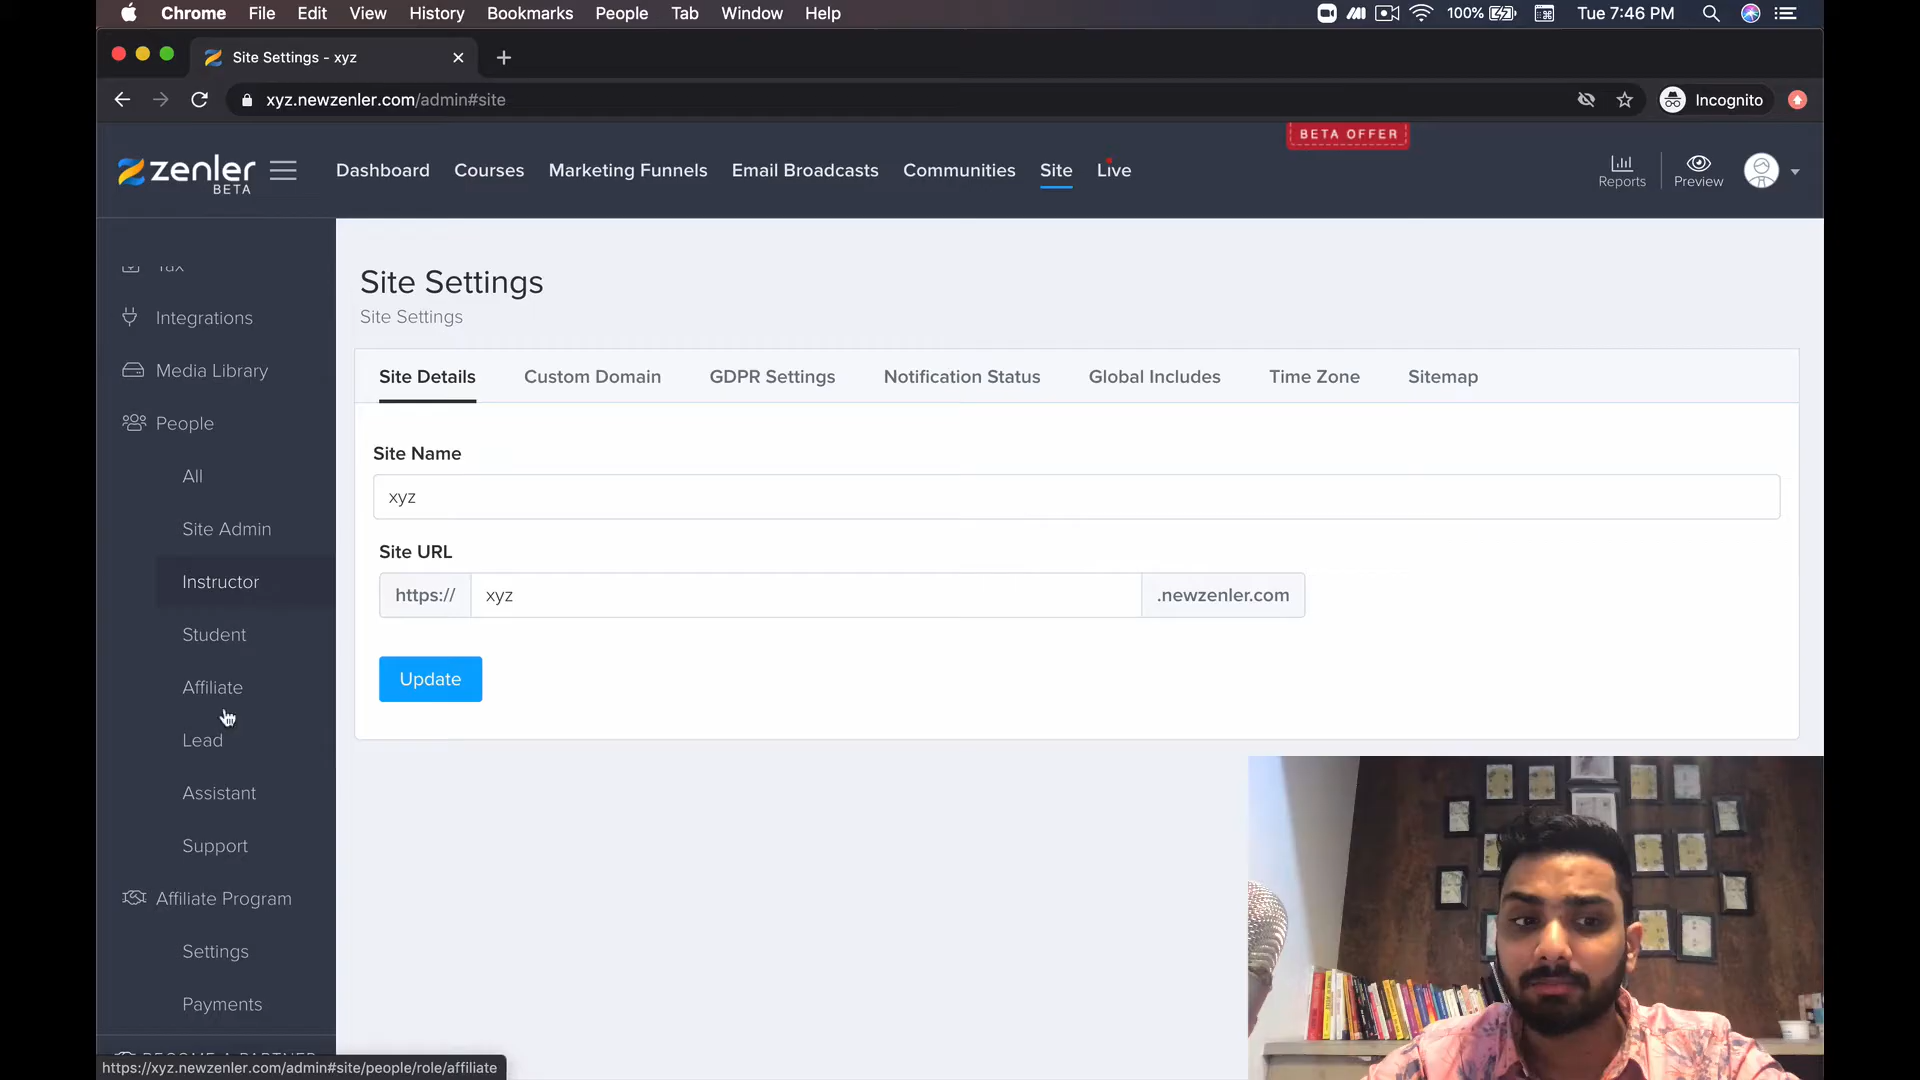 Chrome File Edit View History Bookmarks People Tab Window Help 100% Tue 7:46 PM
Site Settings - xyz
xyz.newzenler.com/admin#site Incognito
BETA OFFER
zenler BETA Dashboard Courses Marketing Funnels Email Broadcasts Communities Site Live Reports Preview
Tax
Integrations
Media Library
People
All
Site Admin
Instructor
Student
Affiliate
Lead
Assistant
Support
Affiliate Program
Settings
Payments
BECOME A PARTNER
Site Settings
Site Settings
Site Details Custom Domain GDPR Settings Notification Status Global Includes Time Zone Sitemap
Site Name
xyz
Site URL
https:// xyz .newzenler.com
Update
https://xyz.newzenler.com/admin#site/people/role/affiliate